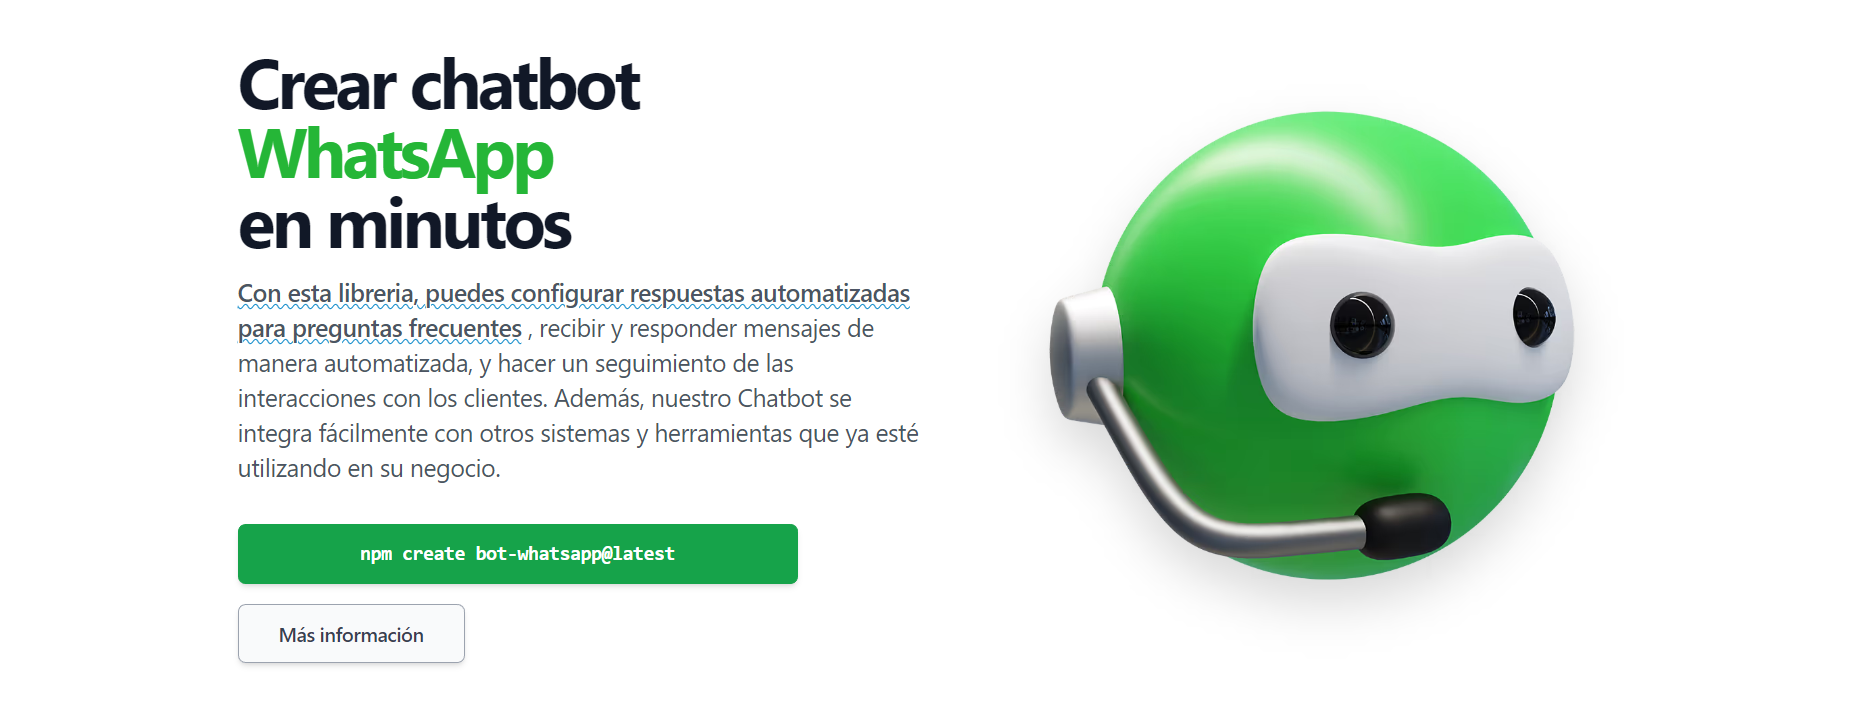 Crear chatbot
WhatsApp
en minutos
Con esta libreria, puedes configurar respuestas automatizadas
para preguntas frecuentes , recibir y responder mensajes de
manera automatizada, y hacer un seguimiento de las
interacciones con los clientes. Además, nuestro Chatbot se
integra fácilmente con otros sistemas y herramientas que ya esté
utilizando en su negocio.
npm create bot-whatsapp@latest
Más información